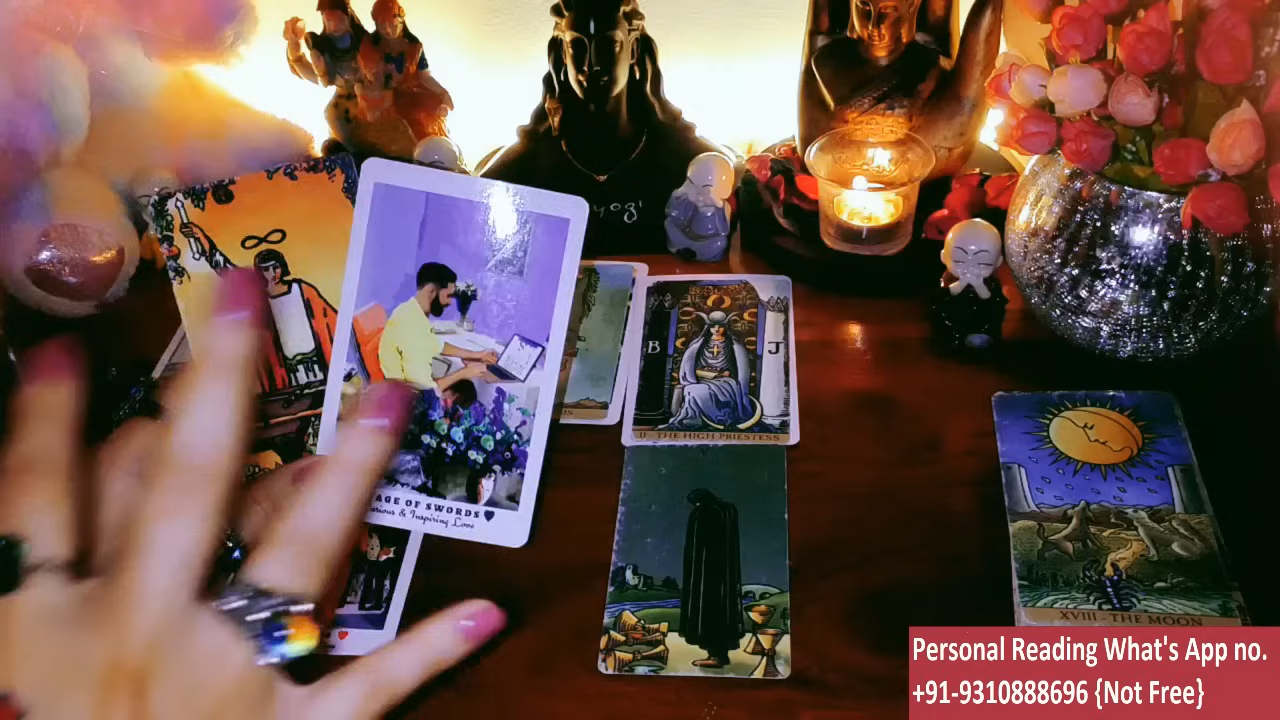 yogi
B J
II THE HIGH PRIESTESS
AGE OF SWORDS
& Inspiring Love
XVIII - THE MOON
Personal Reading What's App no.
+91-9310888696 {Not Free}